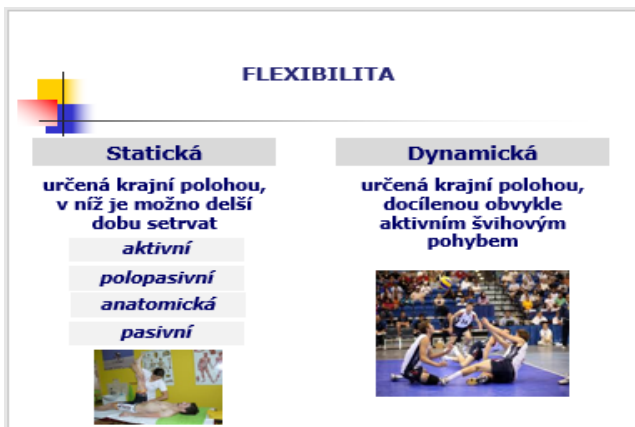 FLEXIBILITA
Statická
určená krajní polohou,
v níž je možno delší
dobu setrvat
aktivní
polopasivní
anatomická
pasivní
Dynamická
určená krajní polohou,
docílenou obvykle
aktivním švihovým
pohybem